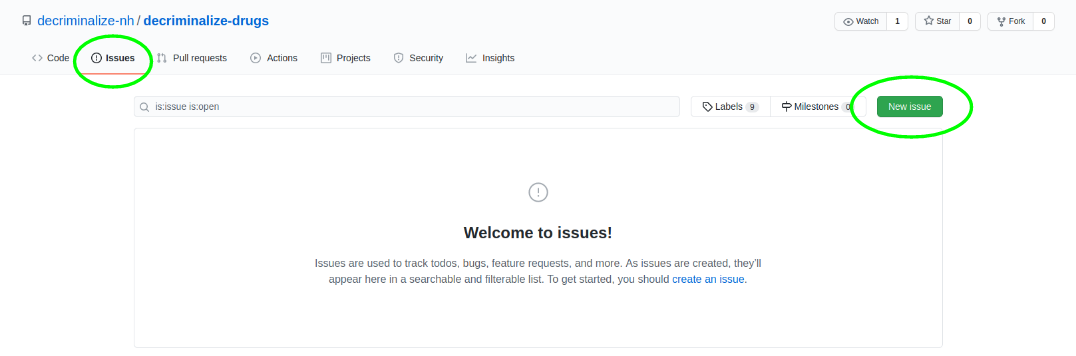 decriminalize-nh / decriminalize-drugs
Watch 1 Star 0 Fork 0
Code Issues Pull requests Actions Projects Security Insights
is:issue is:open
Labels 9 Milestones 0 New issue
Welcome to issues!
Issues are used to track todos, bugs, feature requests, and more. As issues are created, they'll
appear here in a searchable and filterable list. To get started, you should create an issue.